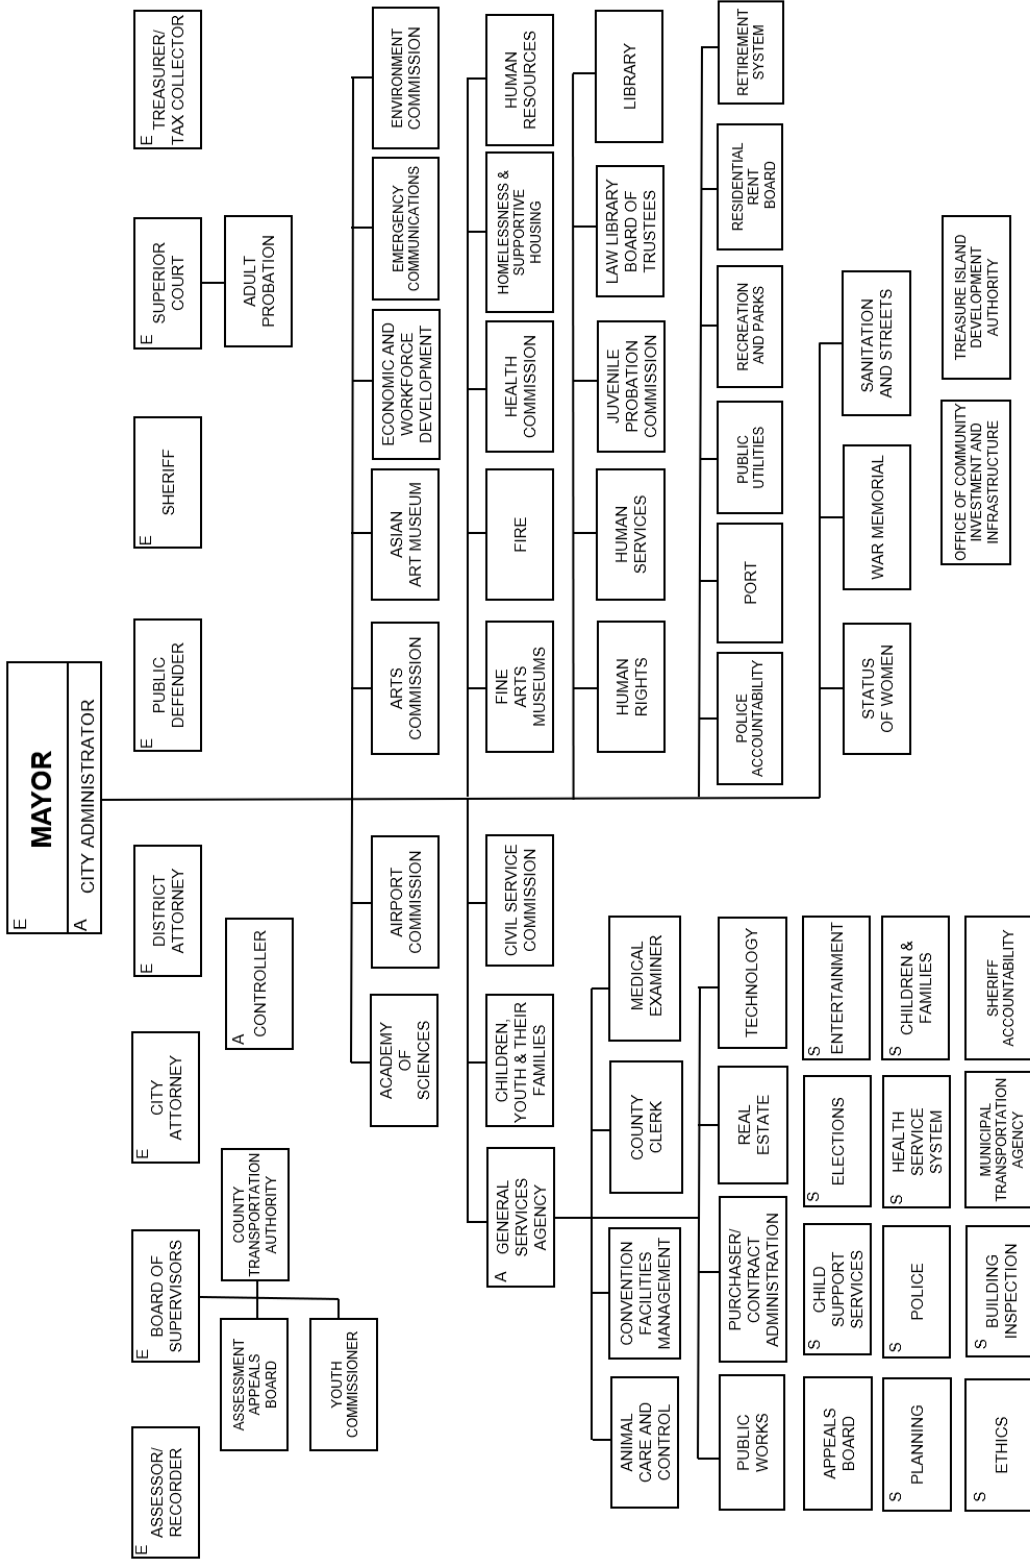 E
MAYOR
A CITY ADMINISTRATOR
E
ASSESSOR/
RECORDER
E
BOARD OF
SUPERVISORS
E
CITY
ATTORNEY
E
DISTRICT
ATTORNEY
E
PUBLIC
DEFENDER
E
SHERIFF
E
SUPERIOR
COURT
E
TREASURER/
TAX COLLECTOR
ASSESSMENT
APPEALS
BOARD
COUNTY
TRANSPORTATION
AUTHORITY
A
CONTROLLER
ADULT
PROBATION
YOUTH
COMMISSIONER
ACADEMY
OF
SCIENCES
AIRPORT
COMMISSION
ARTS
COMMISSION
ASIAN
ART MUSEUM
ECONOMIC AND
WORKFORCE
DEVELOPMENT
EMERGENCY
COMMUNICATIONS
ENVIRONMENT
COMMISSION
A GENERAL
SERVICES
AGENCY
CHILDREN,
YOUTH & THEIR
FAMILIES
CIVIL SERVICE
COMMISSION
FINE
ARTS
MUSEUMS
FIRE
HEALTH
COMMISSION
HOMELESSNESS &
SUPPORTIVE
HOUSING
HUMAN
RESOURCES
ANIMAL
CARE AND
CONTROL
CONVENTION
FACILITIES
MANAGEMENT
COUNTY
CLERK
MEDICAL
EXAMINER
HUMAN
RIGHTS
HUMAN
SERVICES
JUVENILE
PROBATION
COMMISSION
LAW LIBRARY
BOARD OF
TRUSTEES
LIBRARY
PUBLIC
WORKS
PURCHASER/
CONTRACT
ADMINISTRATION
REAL
ESTATE
TECHNOLOGY
POLICE
ACCOUNTABILITY
PORT
PUBLIC
UTILITIES
RECREATION
AND PARKS
RESIDENTIAL
RENT
BOARD
RETIREMENT
SYSTEM
APPEALS
BOARD
S
CHILD
SUPPORT
SERVICES
S
ELECTIONS
S
ENTERTAINMENT
STATUS
OF WOMEN
WAR MEMORIAL
SANITATION
AND STREETS
S
PLANNING
S
POLICE
S
HEALTH
SERVICE
SYSTEM
S
CHILDREN &
FAMILIES
OFFICE OF COMMUNITY
INVESTMENT AND
INFRASTRUCTURE
TREASURE ISLAND
DEVELOPMENT
AUTHORITY
S
ETHICS
S
BUILDING
INSPECTION
MUNICIPAL
TRANSPORTATION
AGENCY
SHERIFF
ACCOUNTABILITY